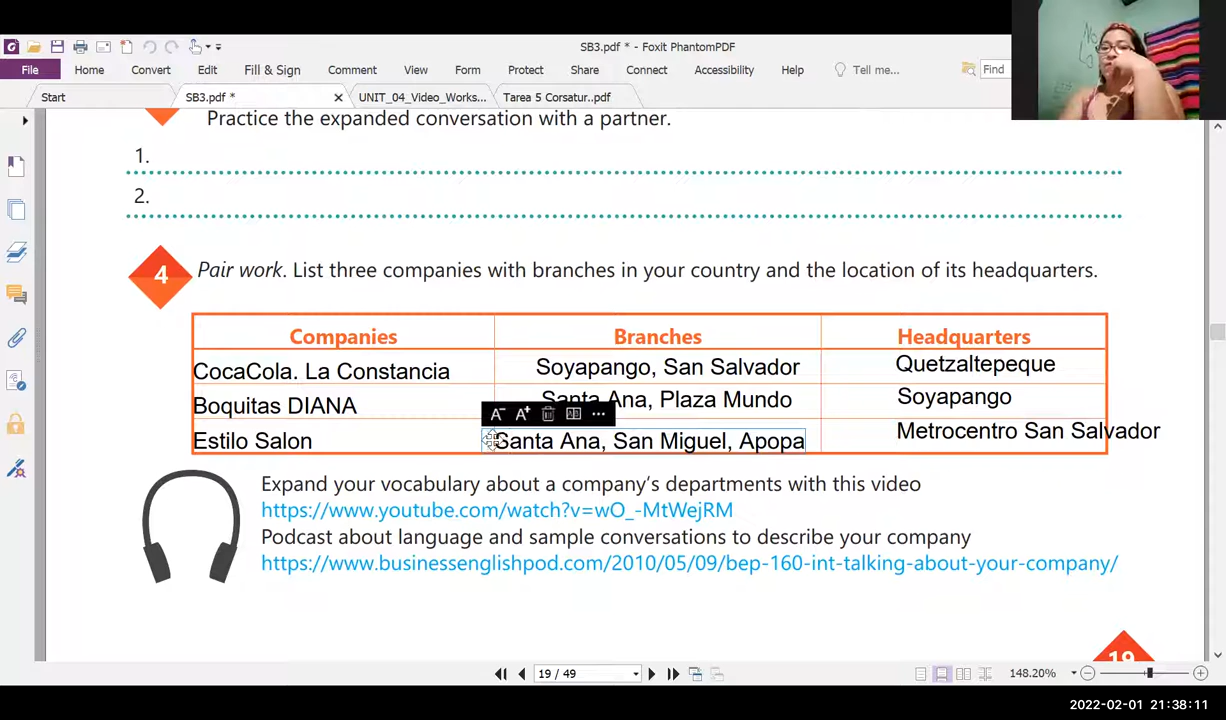 SB3.pdf * - Foxit PhantomPDF
File Home Convert Edit Fill & Sign Comment View Form Protect Share Connect Accessibility Help Tell me... Find
Start SB3.pdf * UNIT_04_Video_Works... Tarea 5 Corsatur...pdf
Practice the expanded conversation with a partner.
1.
2.
4 Pair work. List three companies with branches in your country and the location of its headquarters.
Companies Branches Headquarters
CocaCola. La Constancia Soyapango, San Salvador Quetzaltepeque
Boquitas DIANA Santa Ana, Plaza Mundo Soyapango
Estilo Salon Santa Ana, San Miguel, Apopa Metrocentro San Salvador
Expand your vocabulary about a company's departments with this video
https://www.youtube.com/watch?v=wO_-MtWejRM
Podcast about language and sample conversations to describe your company
https://www.businessenglishpod.com/2010/05/09/bep-160-int-talking-about-your-company/
19
19 / 49 148.20%
2022-02-01 21:38:11